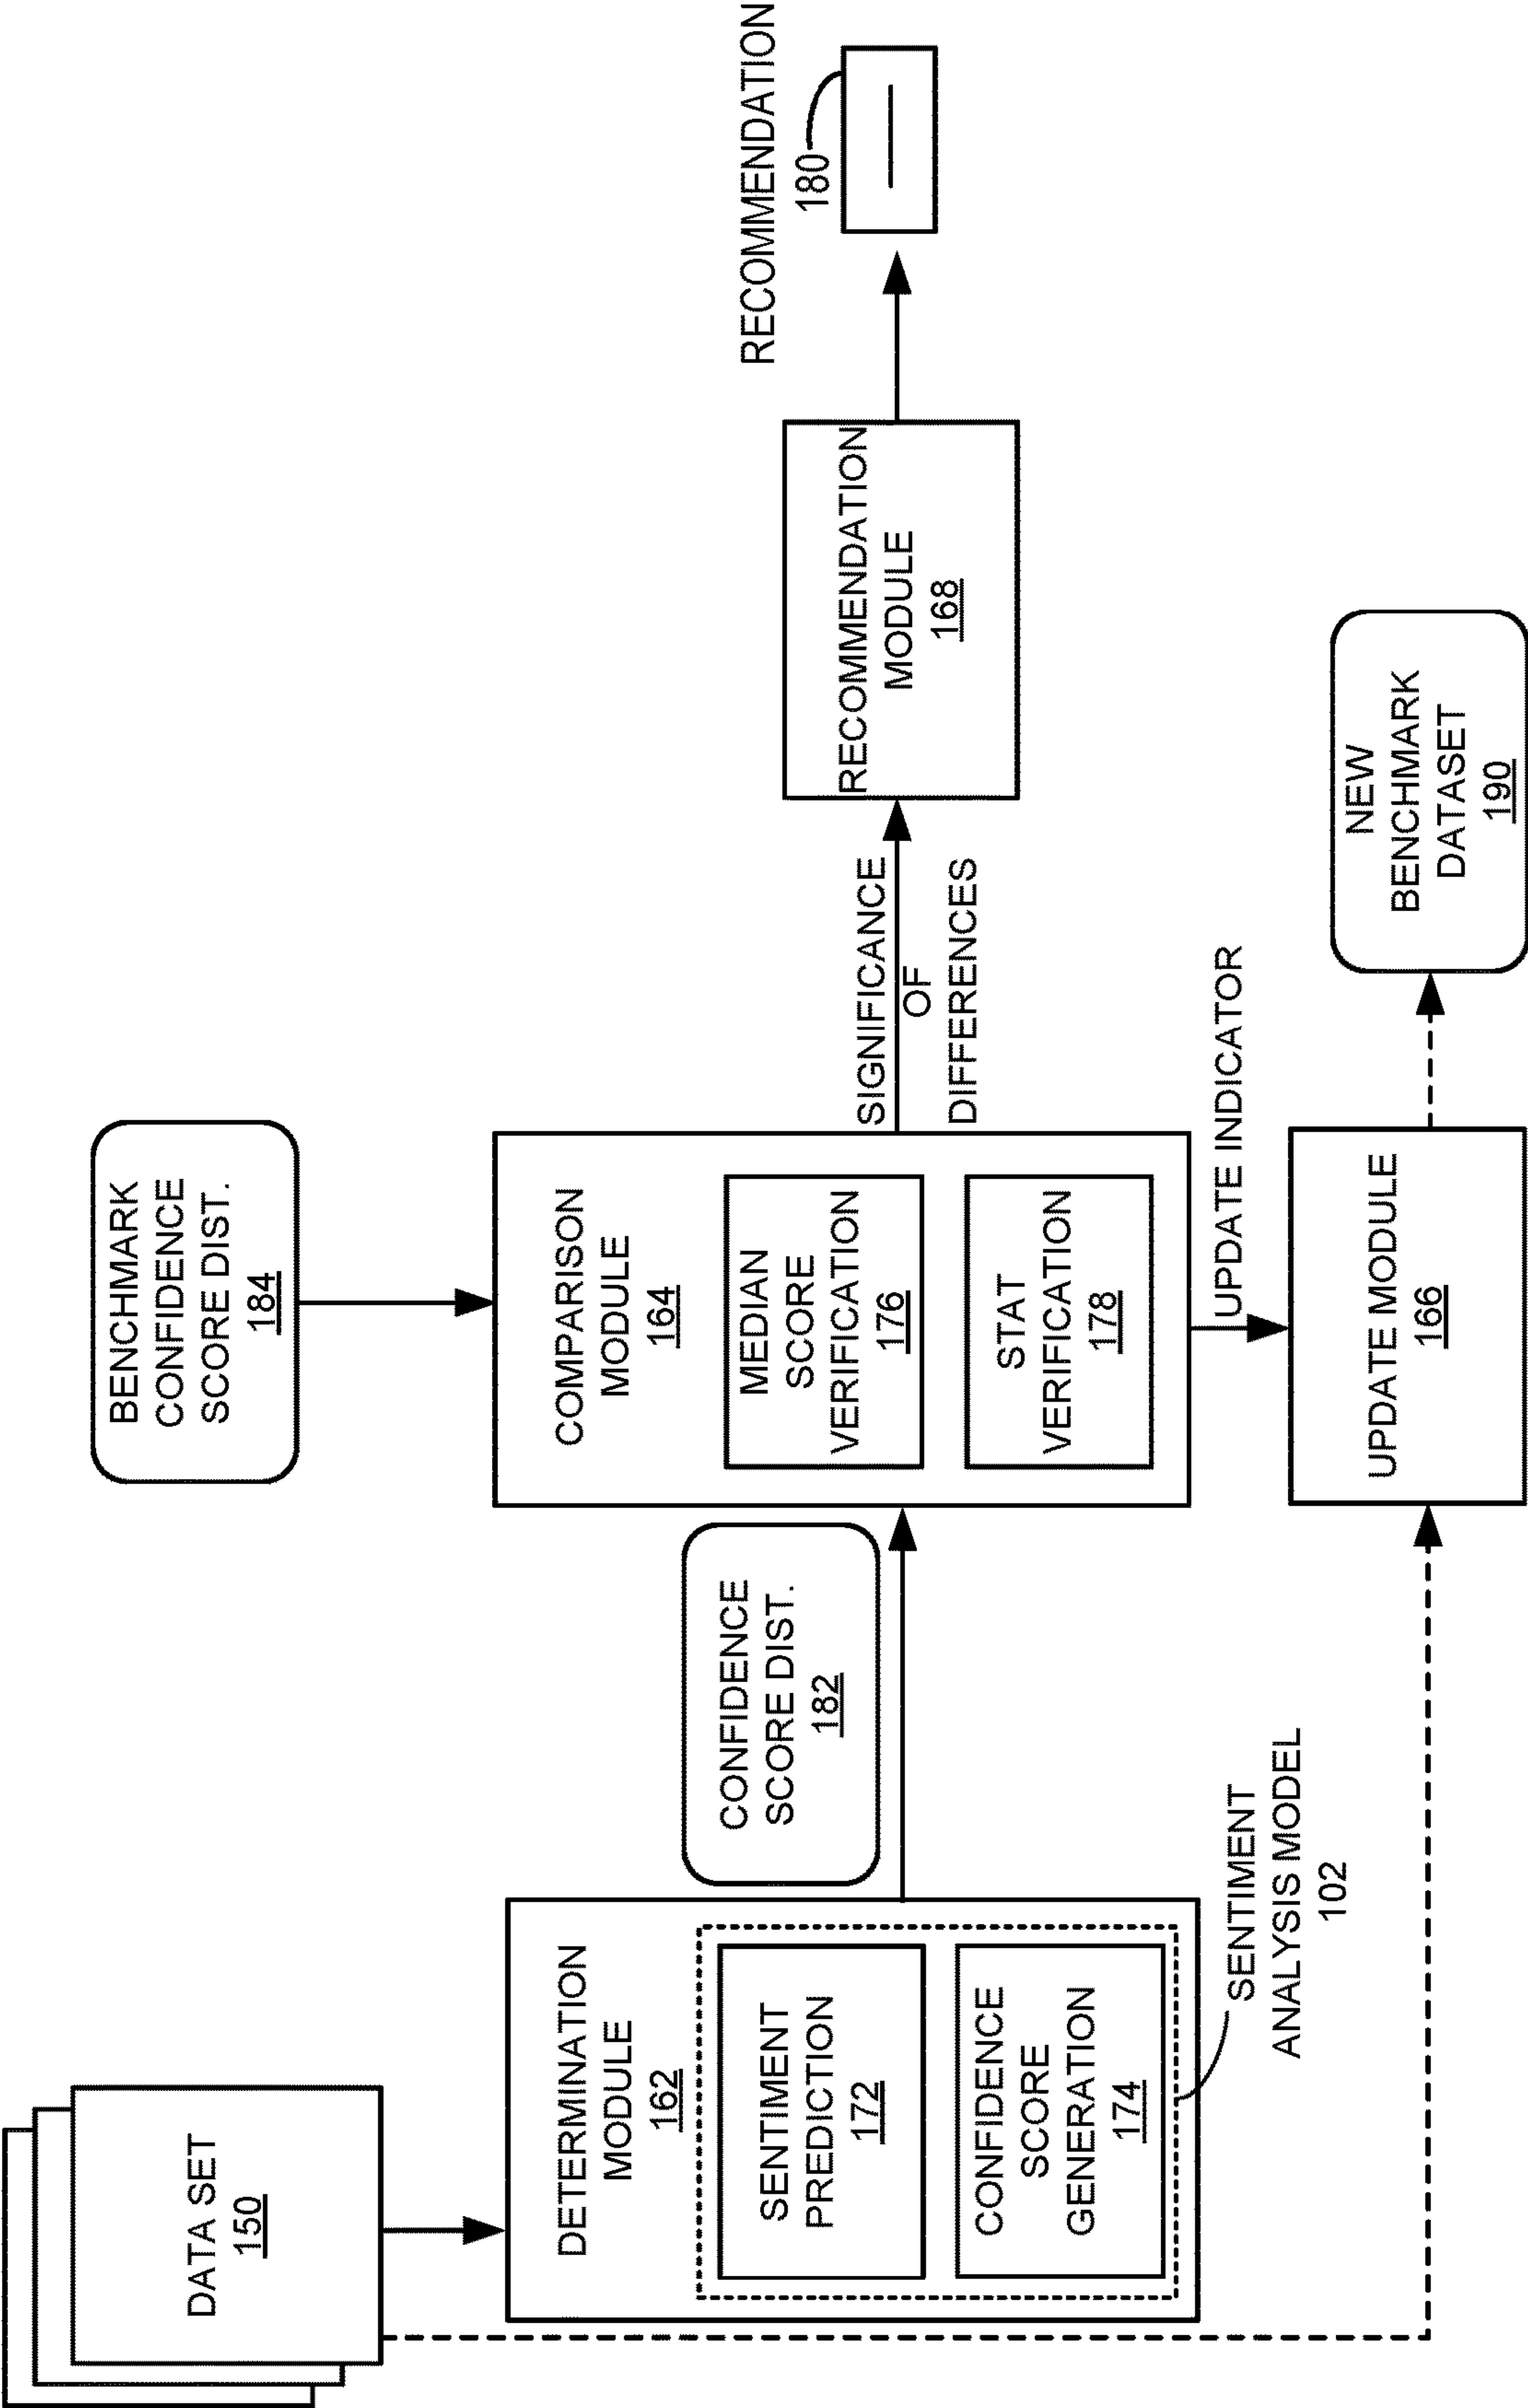 DATA SET
150
DETERMINATION
MODULE
162
SENTIMENT
PREDICTION
172
CONFIDENCE
SCORE
GENERATION
174
SENTIMENT
ANALYSIS MODEL
102
CONFIDENCE
SCORE DIST.
182
BENCHMARK
CONFIDENCE
SCORE DIST.
184
COMPARISON
MODULE
164
MEDIAN
SCORE
VERIFICATION
176
STAT
VERIFICATION
178
UPDATE INDICATOR
UPDATE MODULE
166
SIGNIFICANCE
OF
DIFFERENCES
RECOMMENDATION
MODULE
168
NEW
BENCHMARK
DATASET
190
RECOMMENDATION
180